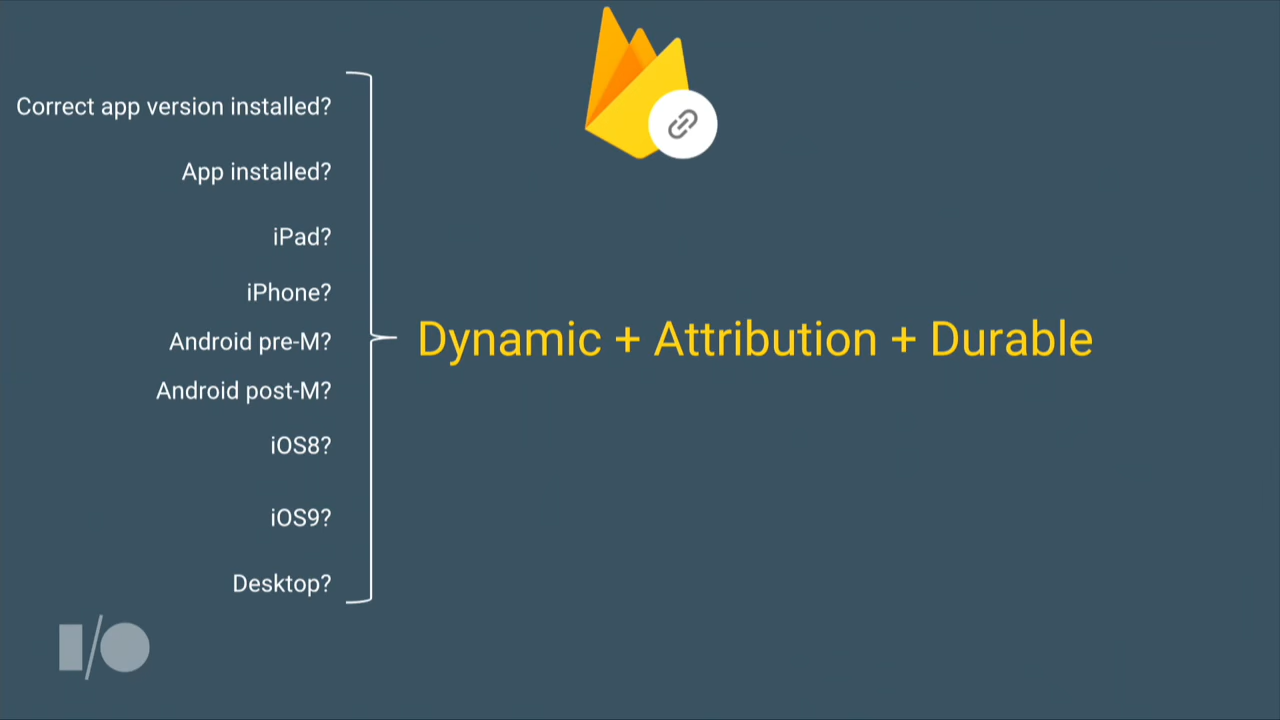 Correct app version installed?
App installed?
iPad?
iPhone?
Android pre-M?
Android post-M?
iOS8?
iOS9?
Desktop?
Dynamic + Attribution + Durable
I/O